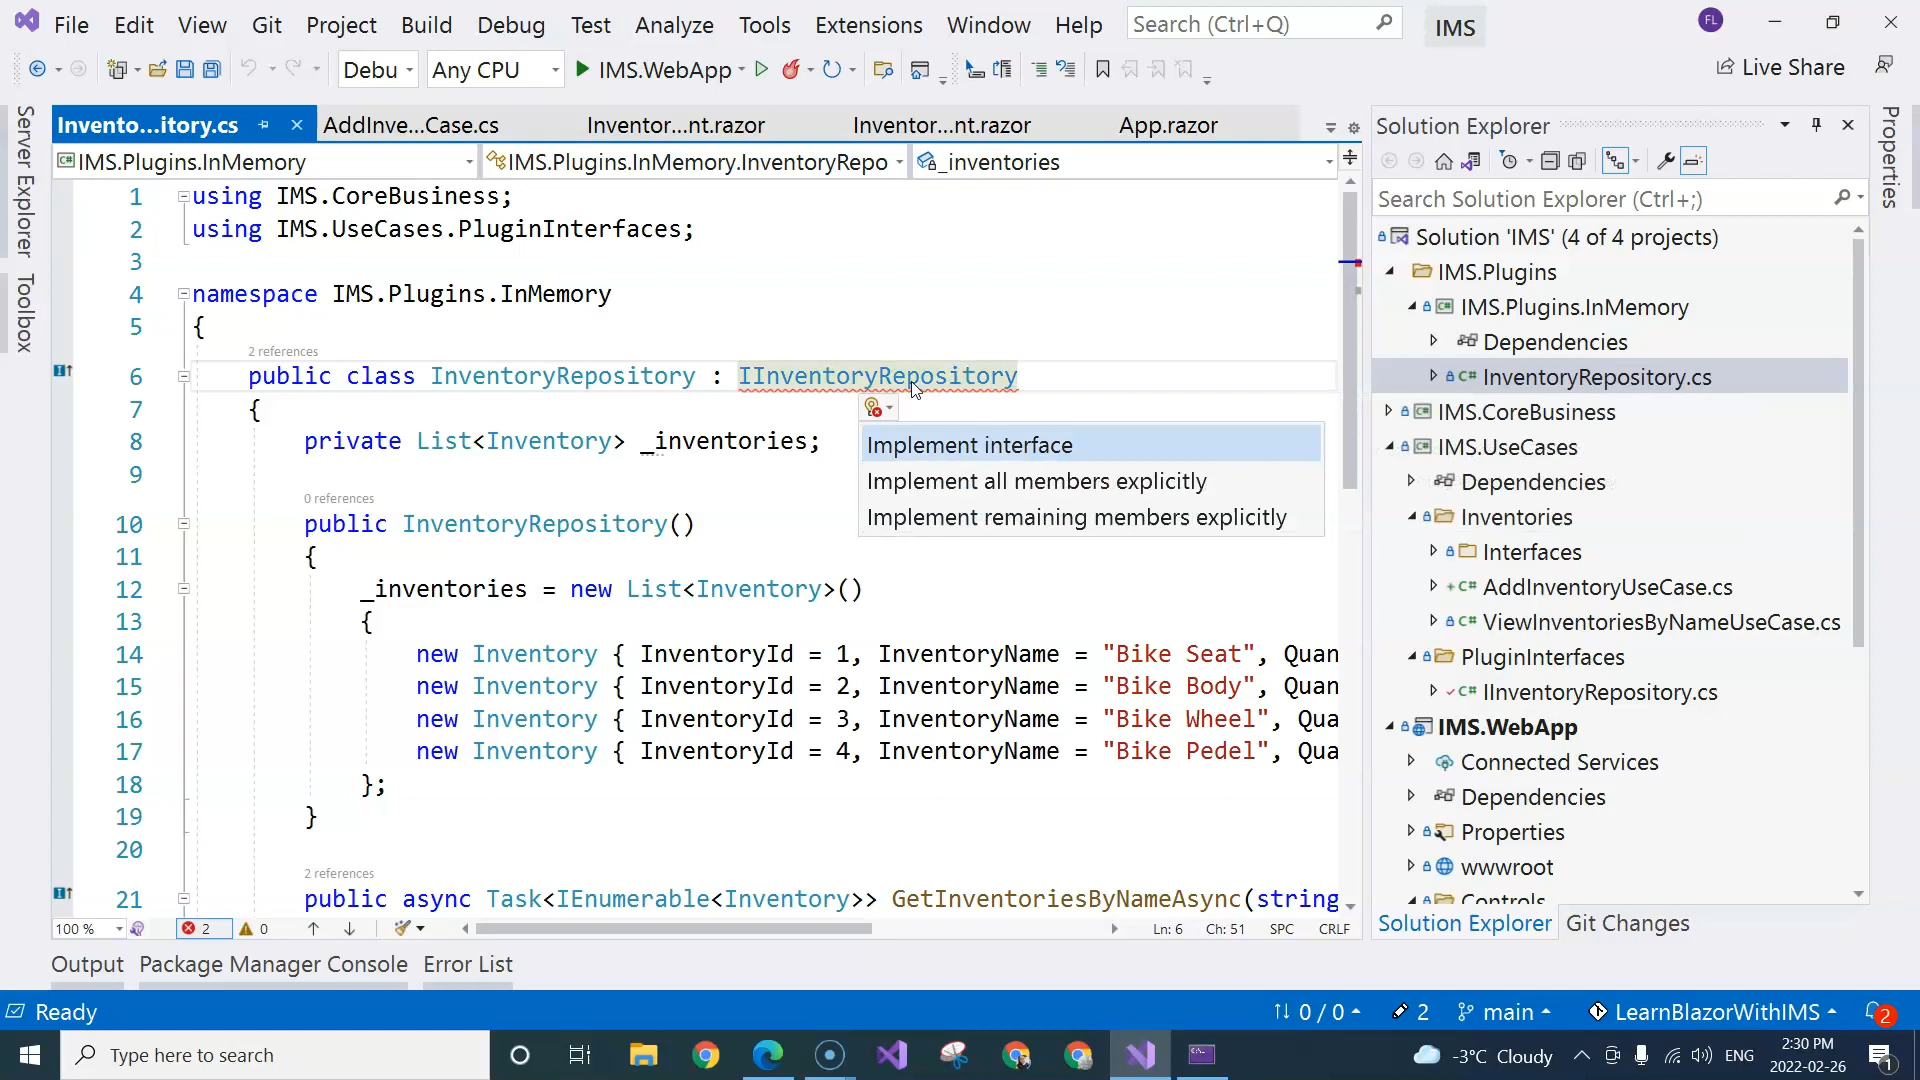 File Edit View Git Project Build Debug Test Analyze Tools Extensions Window Help Search (Ctrl+Q) IMS FL
Debu Any CPU IMS.WebApp Live Share
Server Explorer
Toolbox
Invento...itory.cs AddInve...Case.cs Inventor...nt.razor Inventor...nt.razor App.razor
IMS.Plugins.InMemory IMS.Plugins.InMemory.InventoryRepo _inventories
1 using IMS.CoreBusiness;
2 using IMS.UseCases.PluginInterfaces;
3
4 namespace IMS.Plugins.InMemory
5 {
2 references
6 public class InventoryRepository : IInventoryRepository
7 {
8 private List<Inventory> _inventories;
9
0 references
10 public InventoryRepository()
11 {
12 _inventories = new List<Inventory>()
13 {
14 new Inventory { InventoryId = 1, InventoryName = "Bike Seat", Quan
15 new Inventory { InventoryId = 2, InventoryName = "Bike Body", Quan
16 new Inventory { InventoryId = 3, InventoryName = "Bike Wheel", Qua
17 new Inventory { InventoryId = 4, InventoryName = "Bike Pedel", Qua
18 };
19 }
20
2 references
21 public async Task<IEnumerable<Inventory>> GetInventoriesByNameAsync(string
Implement interface
Implement all members explicitly
Implement remaining members explicitly
100 % 2 0 Ln: 6 Ch: 51 SPC CRLF
Solution Explorer
Search Solution Explorer (Ctrl+;)
Solution 'IMS' (4 of 4 projects)
IMS.Plugins
IMS.Plugins.InMemory
Dependencies
InventoryRepository.cs
IMS.CoreBusiness
IMS.UseCases
Dependencies
Inventories
Interfaces
AddInventoryUseCase.cs
ViewInventoriesByNameUseCase.cs
PluginInterfaces
IInventoryRepository.cs
IMS.WebApp
Connected Services
Dependencies
Properties
wwwroot
Controls
Solution Explorer Git Changes
Properties
Output Package Manager Console Error List
Ready 0 / 0 2 main LearnBlazorWithIMS 2
Type here to search -3°C Cloudy ENG 2:30 PM
2022-02-26 1